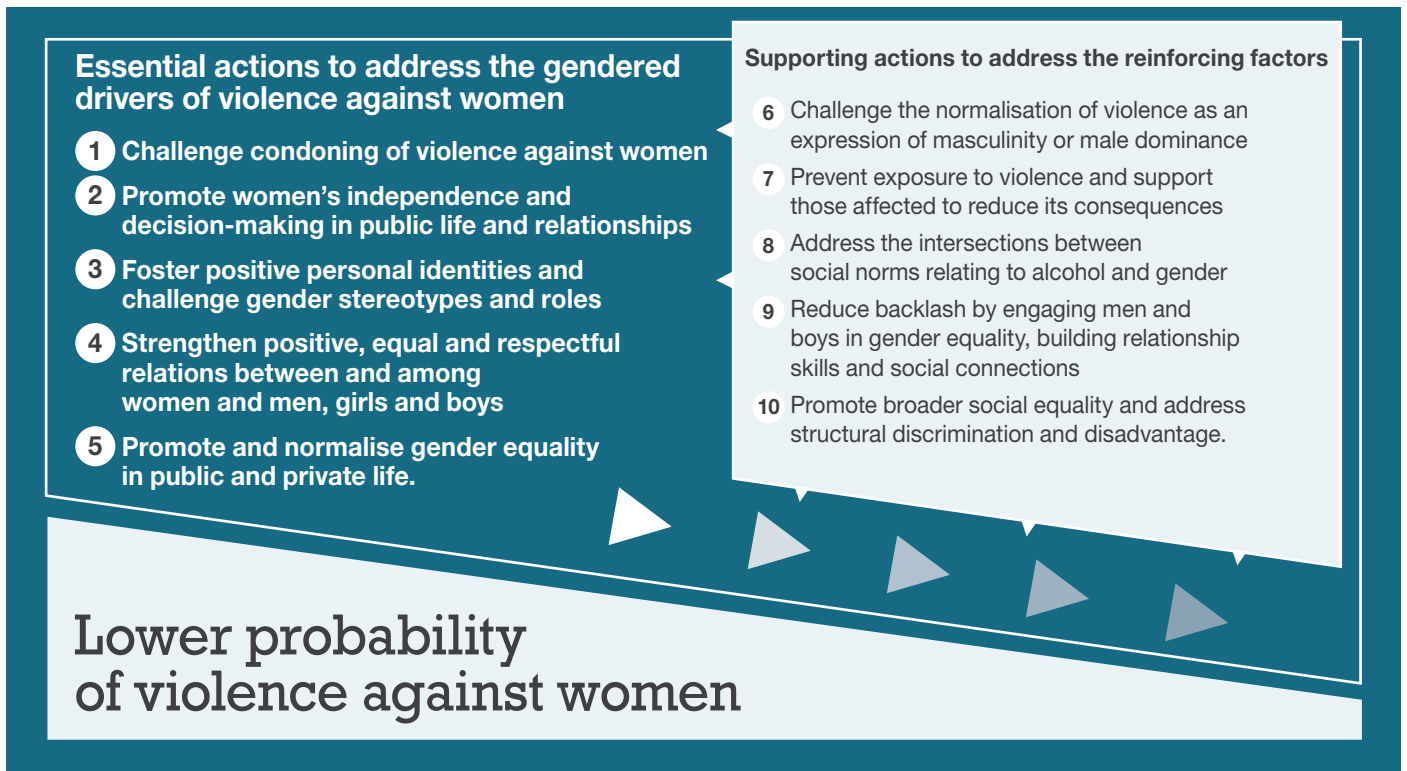 Essential actions to address the gendered
drivers of violence against women
1 Challenge condoning of violence against women
2 Promote women’s independence and
decision-making in public life and relationships
3 Foster positive personal identities and
challenge gender stereotypes and roles
4 Strengthen positive, equal and respectful
relations between and among
women and men, girls and boys
5 Promote and normalise gender equality
in public and private life.
Supporting actions to address the reinforcing factors
6 Challenge the normalisation of violence as an
expression of masculinity or male dominance
7 Prevent exposure to violence and support
those affected to reduce its consequences
8 Address the intersections between
social norms relating to alcohol and gender
9 Reduce backlash by engaging men and
boys in gender equality, building relationship
skills and social connections
10 Promote broader social equality and address
structural discrimination and disadvantage.
Lower probability
of violence against women